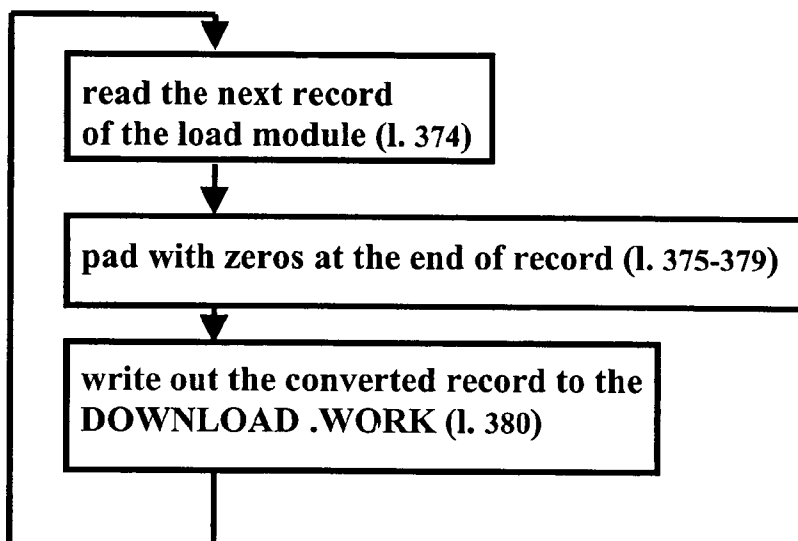 read the next record
of the load module (l. 374)
pad with zeros at the end of record (l. 375-379)
write out the converted record to the
DOWNLOAD .WORK (l. 380)